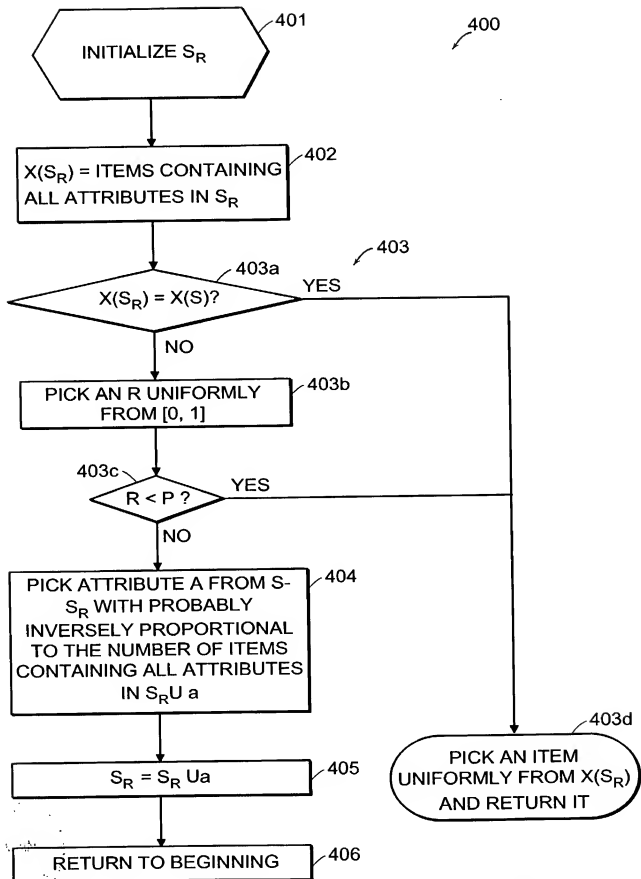 401
INITIALIZE S_R
400
402
X(S_R) = ITEMS CONTAINING
ALL ATTRIBUTES IN S_R
403
403a
X(S_R) = X(S)?
YES
NO
403b
PICK AN R UNIFORMLY
FROM [0, 1]
403c
R < P ?
YES
NO
404
PICK ATTRIBUTE A FROM S-
S_R WITH PROBABLY
INVERSELY PROPORTIONAL
TO THE NUMBER OF ITEMS
CONTAINING ALL ATTRIBUTES
IN S_RU a
403d
PICK AN ITEM
UNIFORMLY FROM X(S_R)
AND RETURN IT
405
S_R = S_R Ua
406
RETURN TO BEGINNING